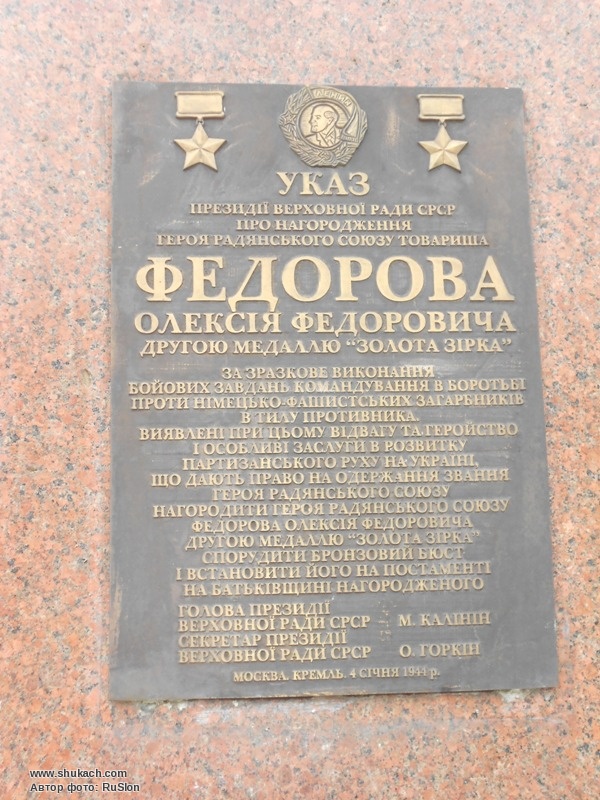 УКАЗ
ПРЕЗИДІЇ ВЕРХОВНОЇ РАДИ СРСР
ПРО НАГОРОДЖЕННЯ
ГЕРОЯ РАДЯНСЬКОГО СОЮЗУ ТОВАРИША
ФЕДОРОВА
ОЛЕКСІЯ ФЕДОРОВИЧА
ДРУГОЮ МЕДАЛЛЮ “ЗОЛОТА ЗІРКА”
ЗА ЗРАЗКОВЕ ВИКОНАННЯ
БОЙОВИХ ЗАВДАНЬ КОМАНДУВАННЯ В БОРОТЬБІ
ПРОТИ НІМЕЦЬКО-ФАШИСТСЬКИХ ЗАГАРБНИКІВ
В ТИЛУ ПРОТИВНИКА.
ВИЯВЛЕНІ ПРИ ЦЬОМУ ВІДВАГУ ТА ГЕРОЙСТВО
І ОСОБЛИВІ ЗАСЛУГИ В РОЗВИТКУ
ПАРТИЗАНСЬКОГО РУХУ НА УКРАЇНІ,
ЩО ДАЮТЬ ПРАВО НА ОДЕРЖАННЯ ЗВАННЯ
ГЕРОЯ РАДЯНСЬКОГО СОЮЗУ
НАГОРОДИТИ ГЕРОЯ РАДЯНСЬКОГО СОЮЗУ
ФЕДОРОВА ОЛЕКСІЯ ФЕДОРОВИЧА
ДРУГОЮ МЕДАЛЛЮ “ЗОЛОТА ЗІРКА”
СПОРУДИТИ БРОНЗОВИЙ БЮСТ
І ВСТАНОВИТИ ЙОГО НА ПОСТАМЕНТІ
НА БАТЬКІВЩИНІ НАГОРОДЖЕНОГО
ГОЛОВА ПРЕЗИДІЇ
ВЕРХОВНОЇ РАДИ СРСР М. КАЛІНІН
СЕКРЕТАР ПРЕЗИДІЇ
ВЕРХОВНОЇ РАДИ СРСР О. ГОРКІН
МОСКВА. КРЕМЛЬ. 4 СІЧНЯ 1944 р.
www.shukach.com
Автор фото: RuSlon